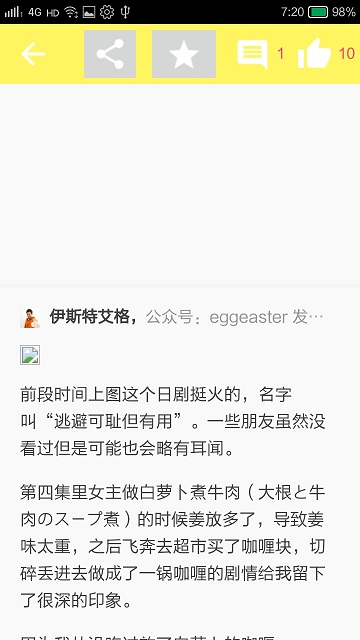 4G HD 7:20 98%
1 10
伊斯特艾格，公众号：eggeaster 发…
前段时间上图这个日剧挺火的，名字
叫“逃避可耻但有用”。一些朋友虽然没
看过但是可能也会略有耳闻。
第四集里女主做白萝卜煮牛肉（大根と牛
肉のスープ煮）的时候姜放多了，导致姜
味太重，之后飞奔去超市买了咖喱块，切
碎丢进去做成了一锅咖喱的剧情给我留下
了很深的印象。